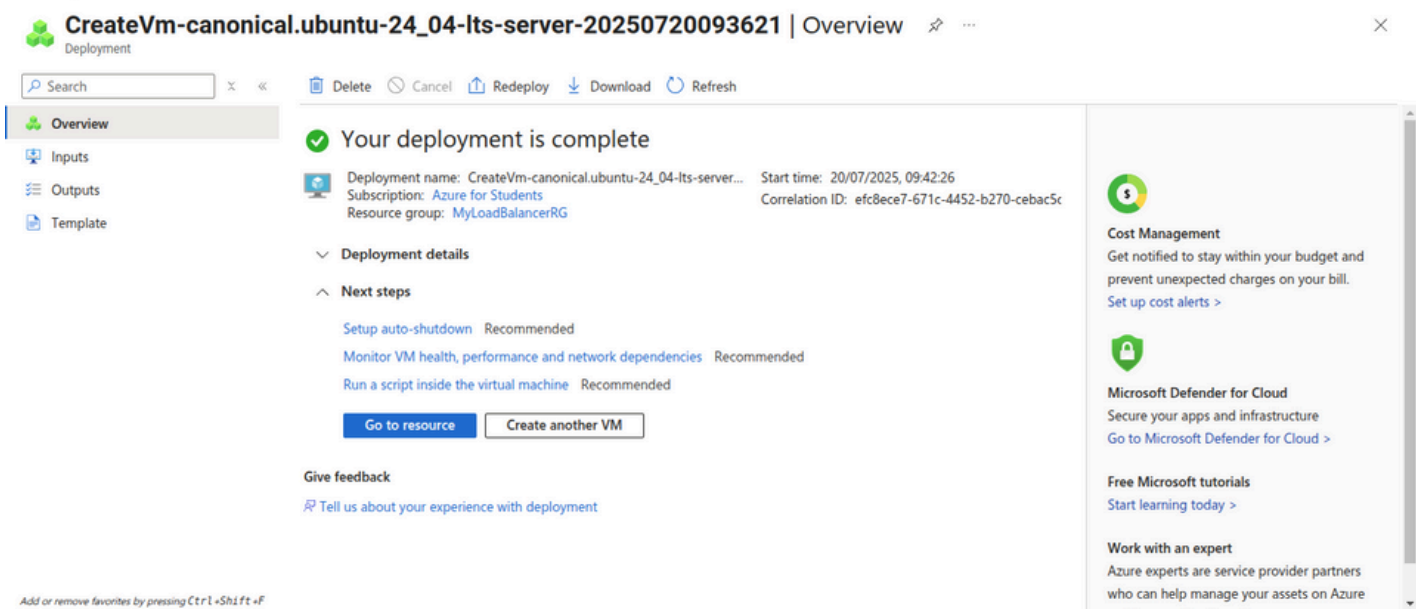 CreateVm-canonical.ubuntu-24_04-lts-server-20250720093621 | Overview
Deployment
Search
Delete Cancel Redeploy Download Refresh
Overview
Inputs
Outputs
Template
Your deployment is complete
Deployment name: CreateVm-canonical.ubuntu-24_04-lts-server...
Subscription: Azure for Students
Resource group: MyLoadBalancerRG
Start time: 20/07/2025, 09:42:26
Correlation ID: efc8ece7-671c-4452-b270-cebac5c
Deployment details
Next steps
Setup auto-shutdown Recommended
Monitor VM health, performance and network dependencies Recommended
Run a script inside the virtual machine Recommended
Go to resource Create another VM
Give feedback
Tell us about your experience with deployment
Cost Management
Get notified to stay within your budget and
prevent unexpected charges on your bill.
Set up cost alerts >
Microsoft Defender for Cloud
Secure your apps and infrastructure
Go to Microsoft Defender for Cloud >
Free Microsoft tutorials
Start learning today >
Work with an expert
Azure experts are service provider partners
who can help manage your assets on Azure
Add or remove favorites by pressing Ctrl+Shift+F